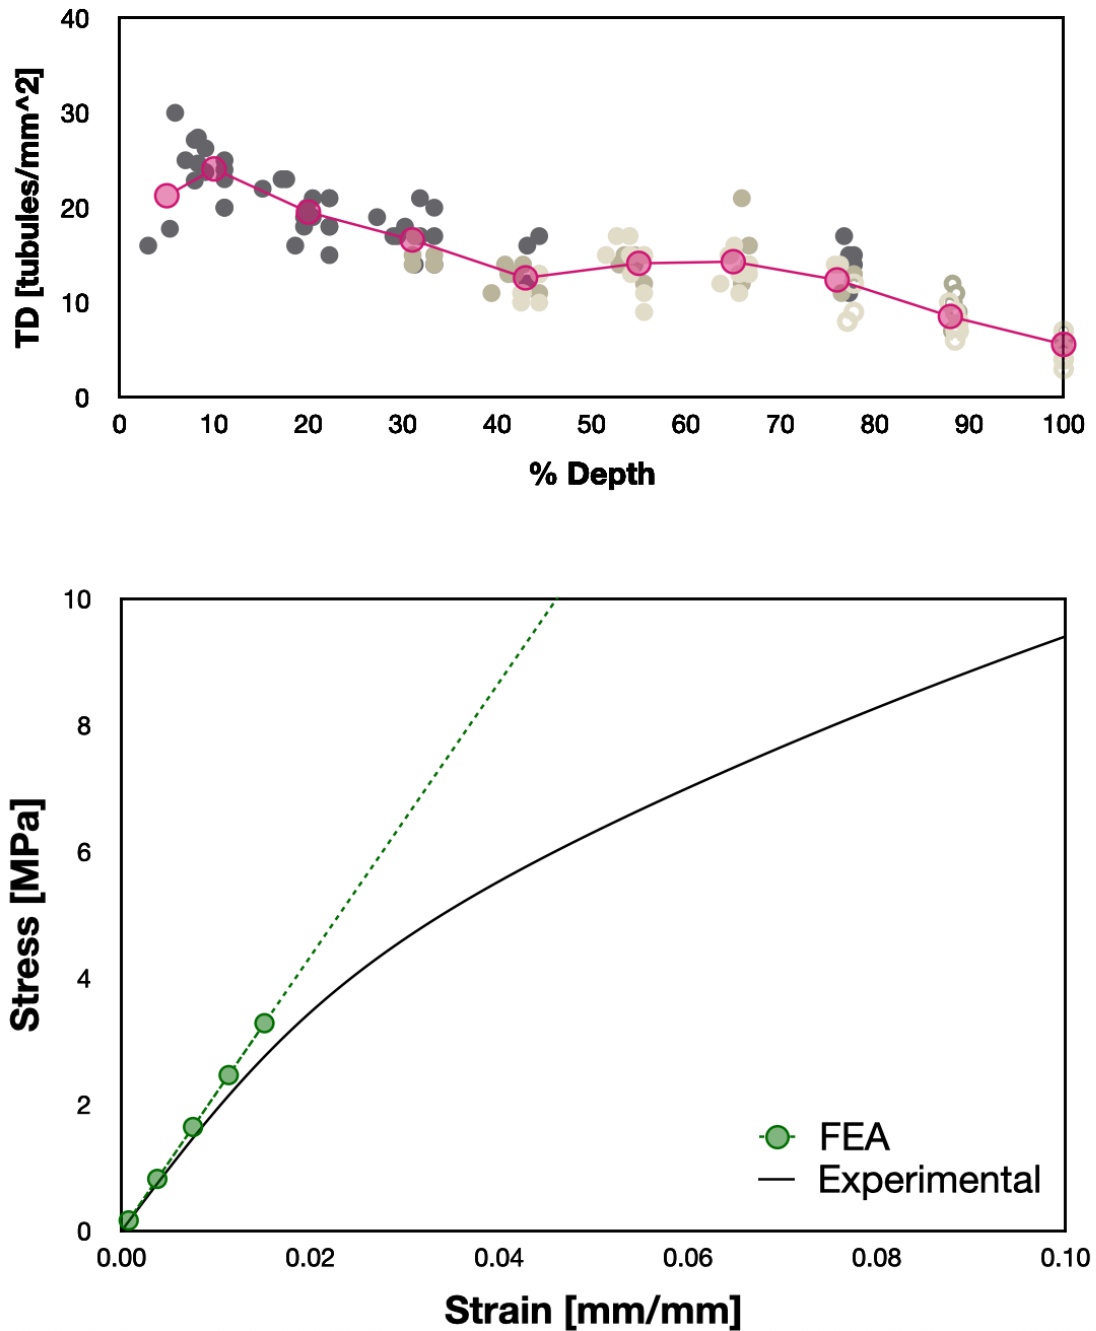 40
30
20
10
0
TD [tubules/mm^2]
0 10 20 30 40 50 60 70 80 90 100
% Depth
10
8
6
4
2
0
Stress [MPa]
FEA
Experimental
0.00 0.02 0.04 0.06 0.08 0.10
Strain [mm/mm]